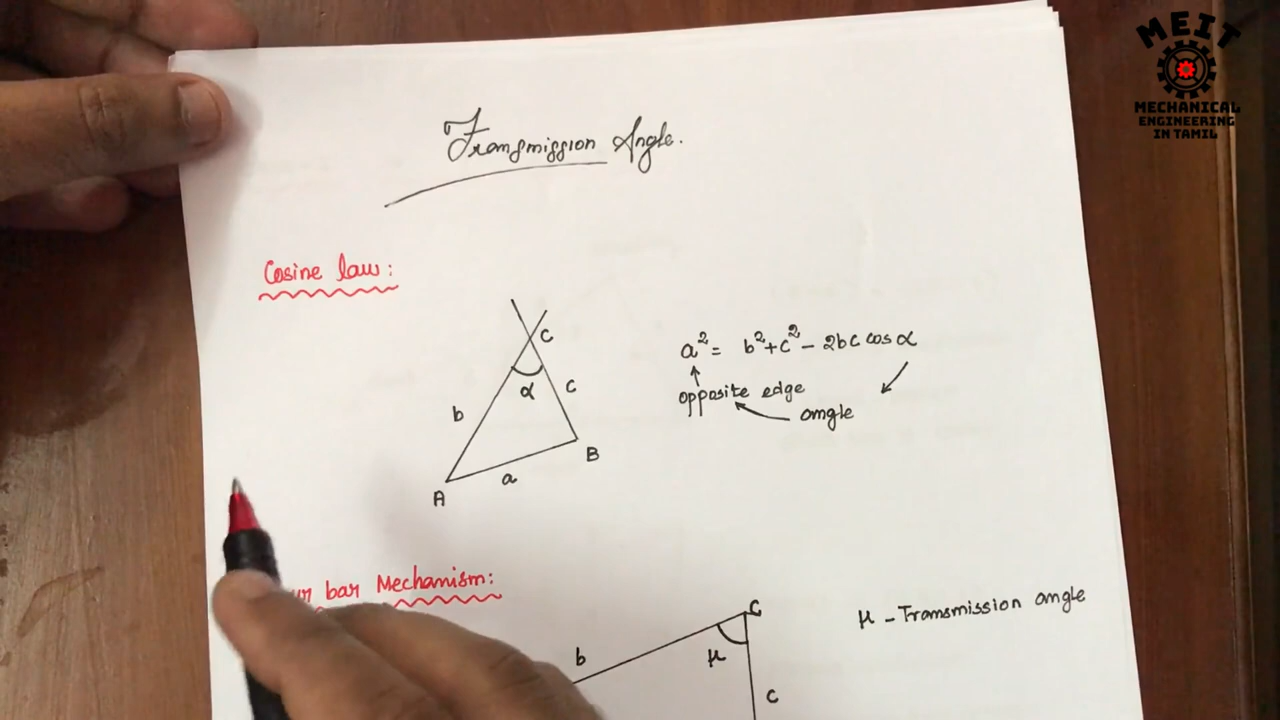 MEIT
MECHANICAL
ENGINEERING
IN TAMIL
Transmission Angle.
Cosine law:
C
α
b
c
A
a
B
a² = b²+c² - 2bc cos α
opposite edge
angle
bar Mechanism:
C
b
μ
c
μ - Transmission angle